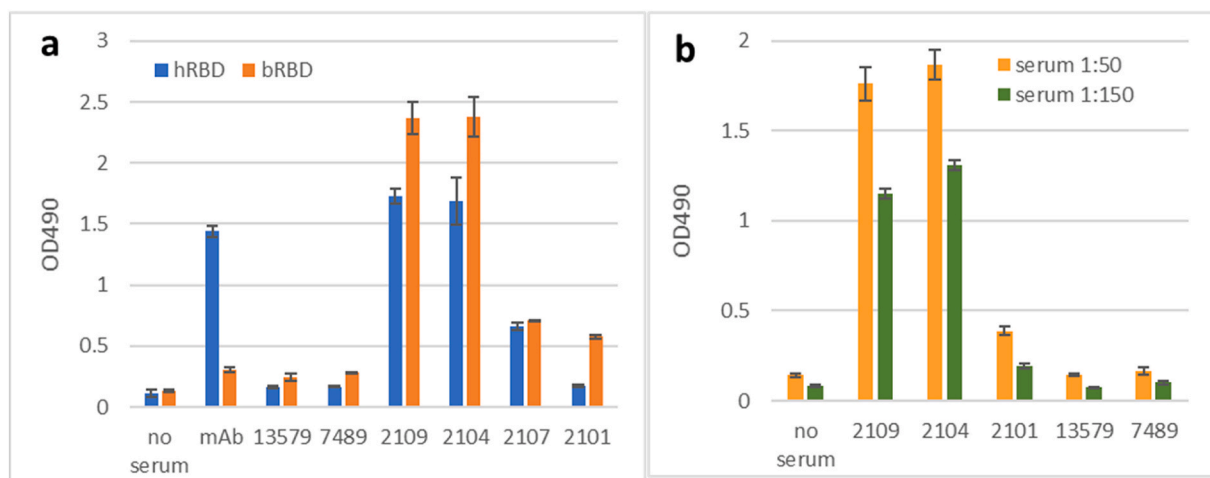 a
3
2.5
2
1.5
1
0.5
0
OD490
hRBD bRBD
no serum mAb 13579 7489 2109 2104 2107 2101
b
2
1.5
1
0.5
0
OD490
serum 1:50
serum 1:150
no serum 2109 2104 2101 13579 7489